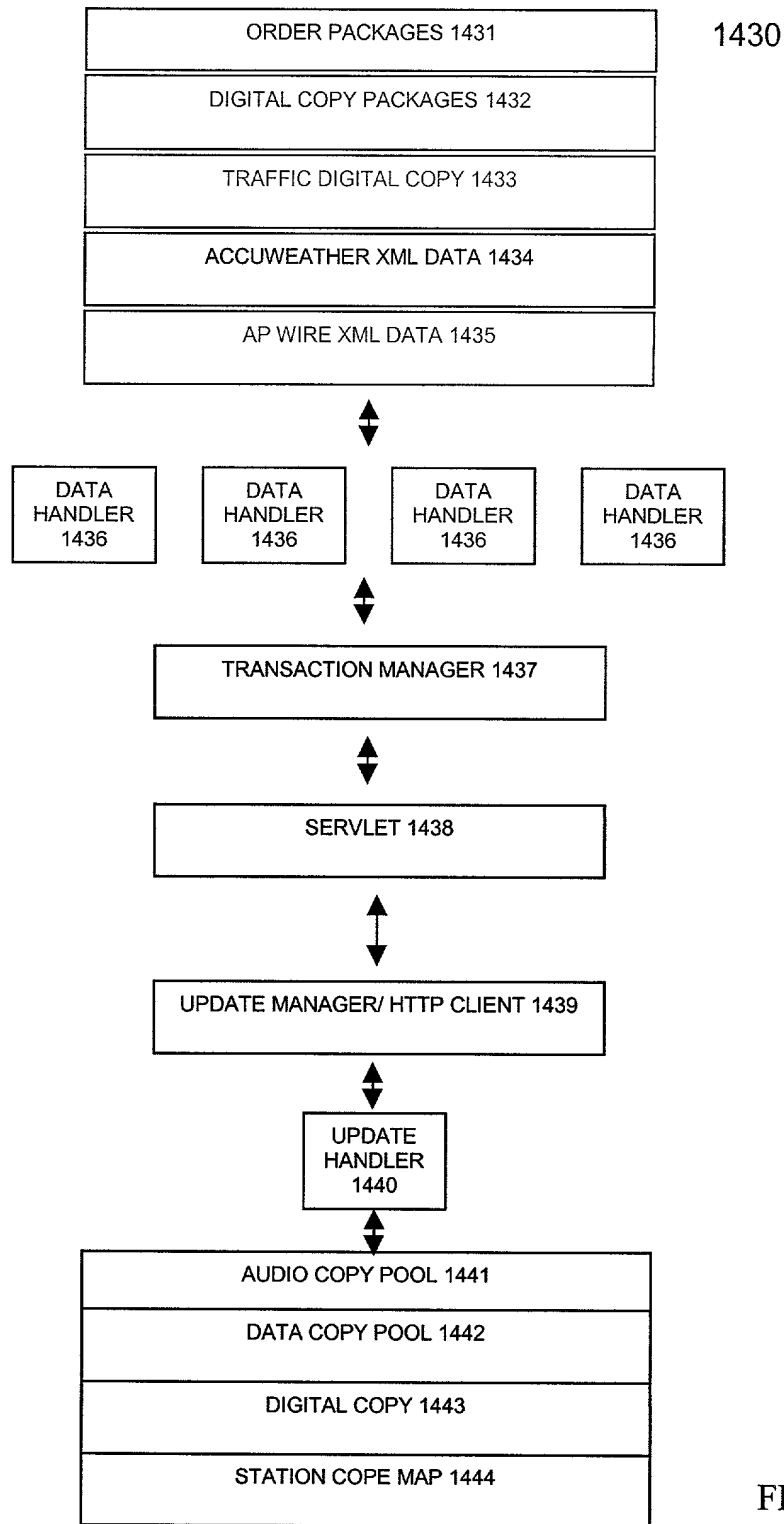 ORDER PACKAGES 1431
1430
DIGITAL COPY PACKAGES 1432
TRAFFIC DIGITAL COPY 1433
ACCUWEATHER XML DATA 1434
AP WIRE XML DATA 1435
DATA
HANDLER
1436
DATA
HANDLER
1436
DATA
HANDLER
1436
DATA
HANDLER
1436
TRANSACTION MANAGER 1437
SERVLET 1438
UPDATE MANAGER/ HTTP CLIENT 1439
UPDATE
HANDLER
1440
AUDIO COPY POOL 1441
DATA COPY POOL 1442
DIGITAL COPY 1443
STATION COPE MAP 1444